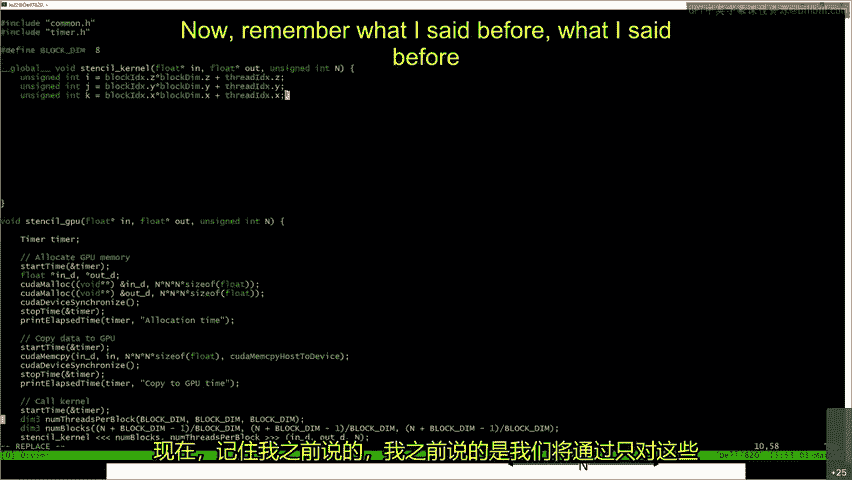 #include "common.h"
#include "timer.h"
#define BLOCK_DIM 8
__global__ void stencil_kernel(float* in, float* out, unsigned int N) {
unsigned int i = blockIdx.z*blockDim.z + threadIdx.z;
unsigned int j = blockIdx.y*blockDim.y + threadIdx.y;
unsigned int k = blockIdx.x*blockDim.x + threadIdx.x;
}
Now, remember what I said before, what I said
before
void stencil_gpu(float* in, float* out, unsigned int N) {
Timer timer;
// Allocate GPU memory
startTime(&timer);
float *in_d, *out_d;
cudaMalloc((void**) &in_d, N*N*N*sizeof(float));
cudaMalloc((void**) &out_d, N*N*N*sizeof(float));
cudaDeviceSynchronize();
stopTime(&timer);
printElapsedTime(timer, "Allocation time");
// Copy data to GPU
startTime(&timer);
cudaMemcpy(in_d, in, N*N*N*sizeof(float), cudaMemcpyHostToDevice);
cudaDeviceSynchronize();
stopTime(&timer);
printElapsedTime(timer, "Copy to GPU time");
// Call kernel
startTime(&timer);
dim3 numThreadsPerBlock(BLOCK_DIM, BLOCK_DIM, BLOCK_DIM);
dim3 numBlocks((N + BLOCK_DIM - 1)/BLOCK_DIM, (N + BLOCK_DIM - 1)/BLOCK_DIM, (N + BLOCK_DIM - 1)/BLOCK_DIM);
stencil_kernel <<< numBlocks, numThreadsPerBlock >>> (in_d, out_d, N);
-- REPLACE --
10,58
现在，记住我之前说的，我之前说的是我们将通过只对这些
N
+25